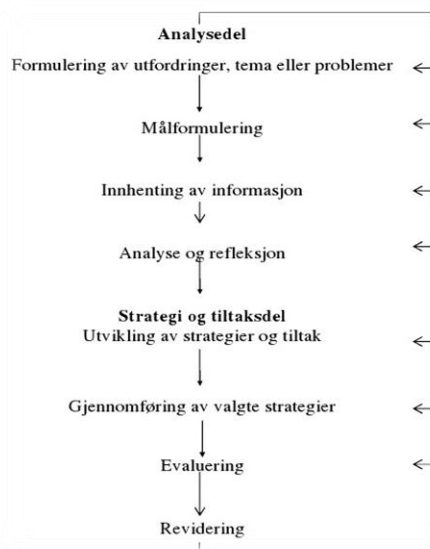 Analysedel
Formulering av utfordringer, tema eller problemer
Målformulering
Innhenting av informasjon
Analyse og refleksjon
Strategi og tiltaksdel
Utvikling av strategier og tiltak
Gjennomføring av valgte strategier
Evaluering
Revidering